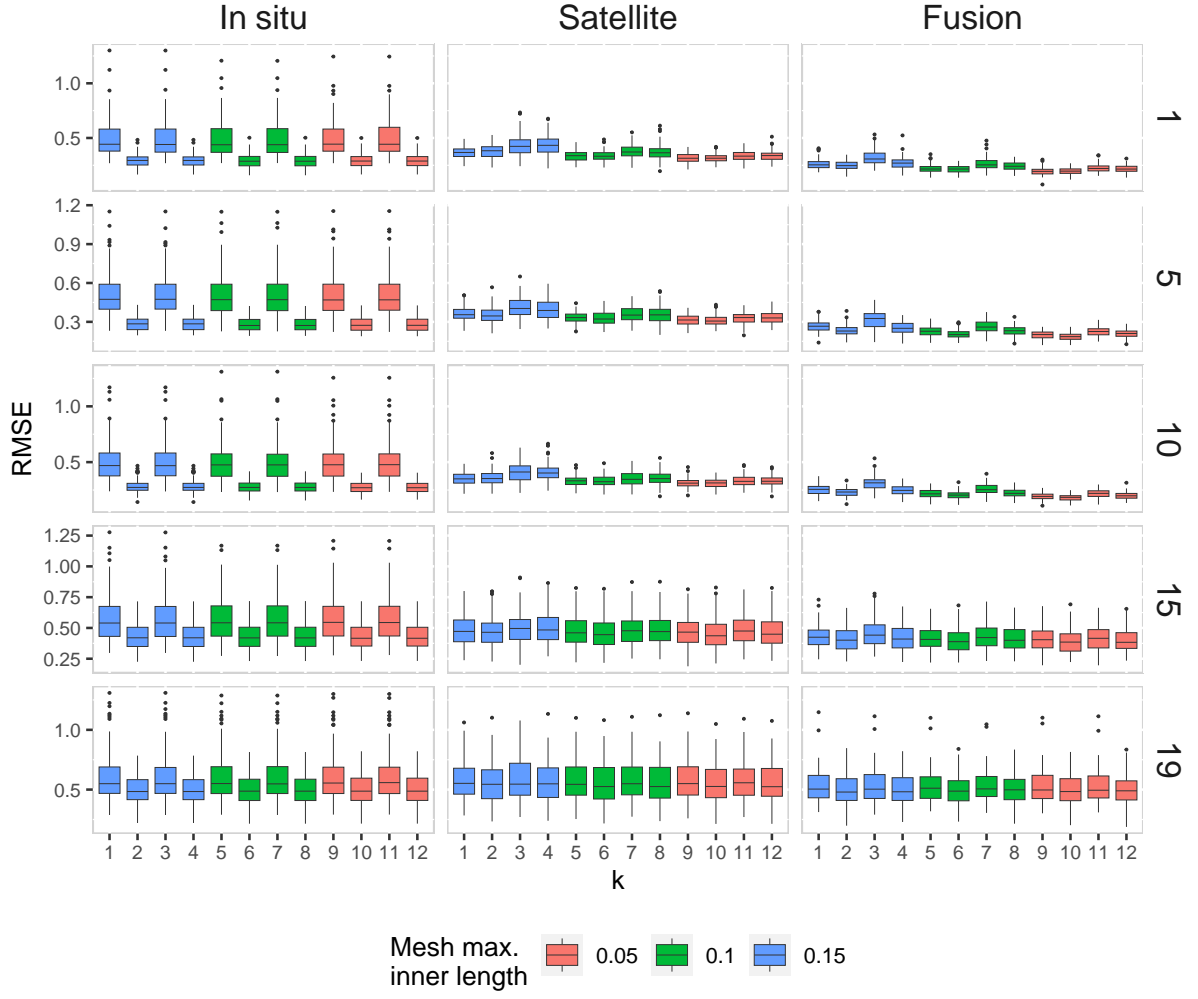 In situ Satellite Fusion
1.0
0.5
1
1.2
0.9
0.6
0.3
5
1.0
0.5
10
1.25
1.00
0.75
0.50
0.25
15
1.0
0.5
19
RMSE
1 2 3 4 5 6 7 8 9 10 11 12 1 2 3 4 5 6 7 8 9 10 11 12 1 2 3 4 5 6 7 8 9 10 11 12
k
Mesh max.
inner length
0.05 0.1 0.15